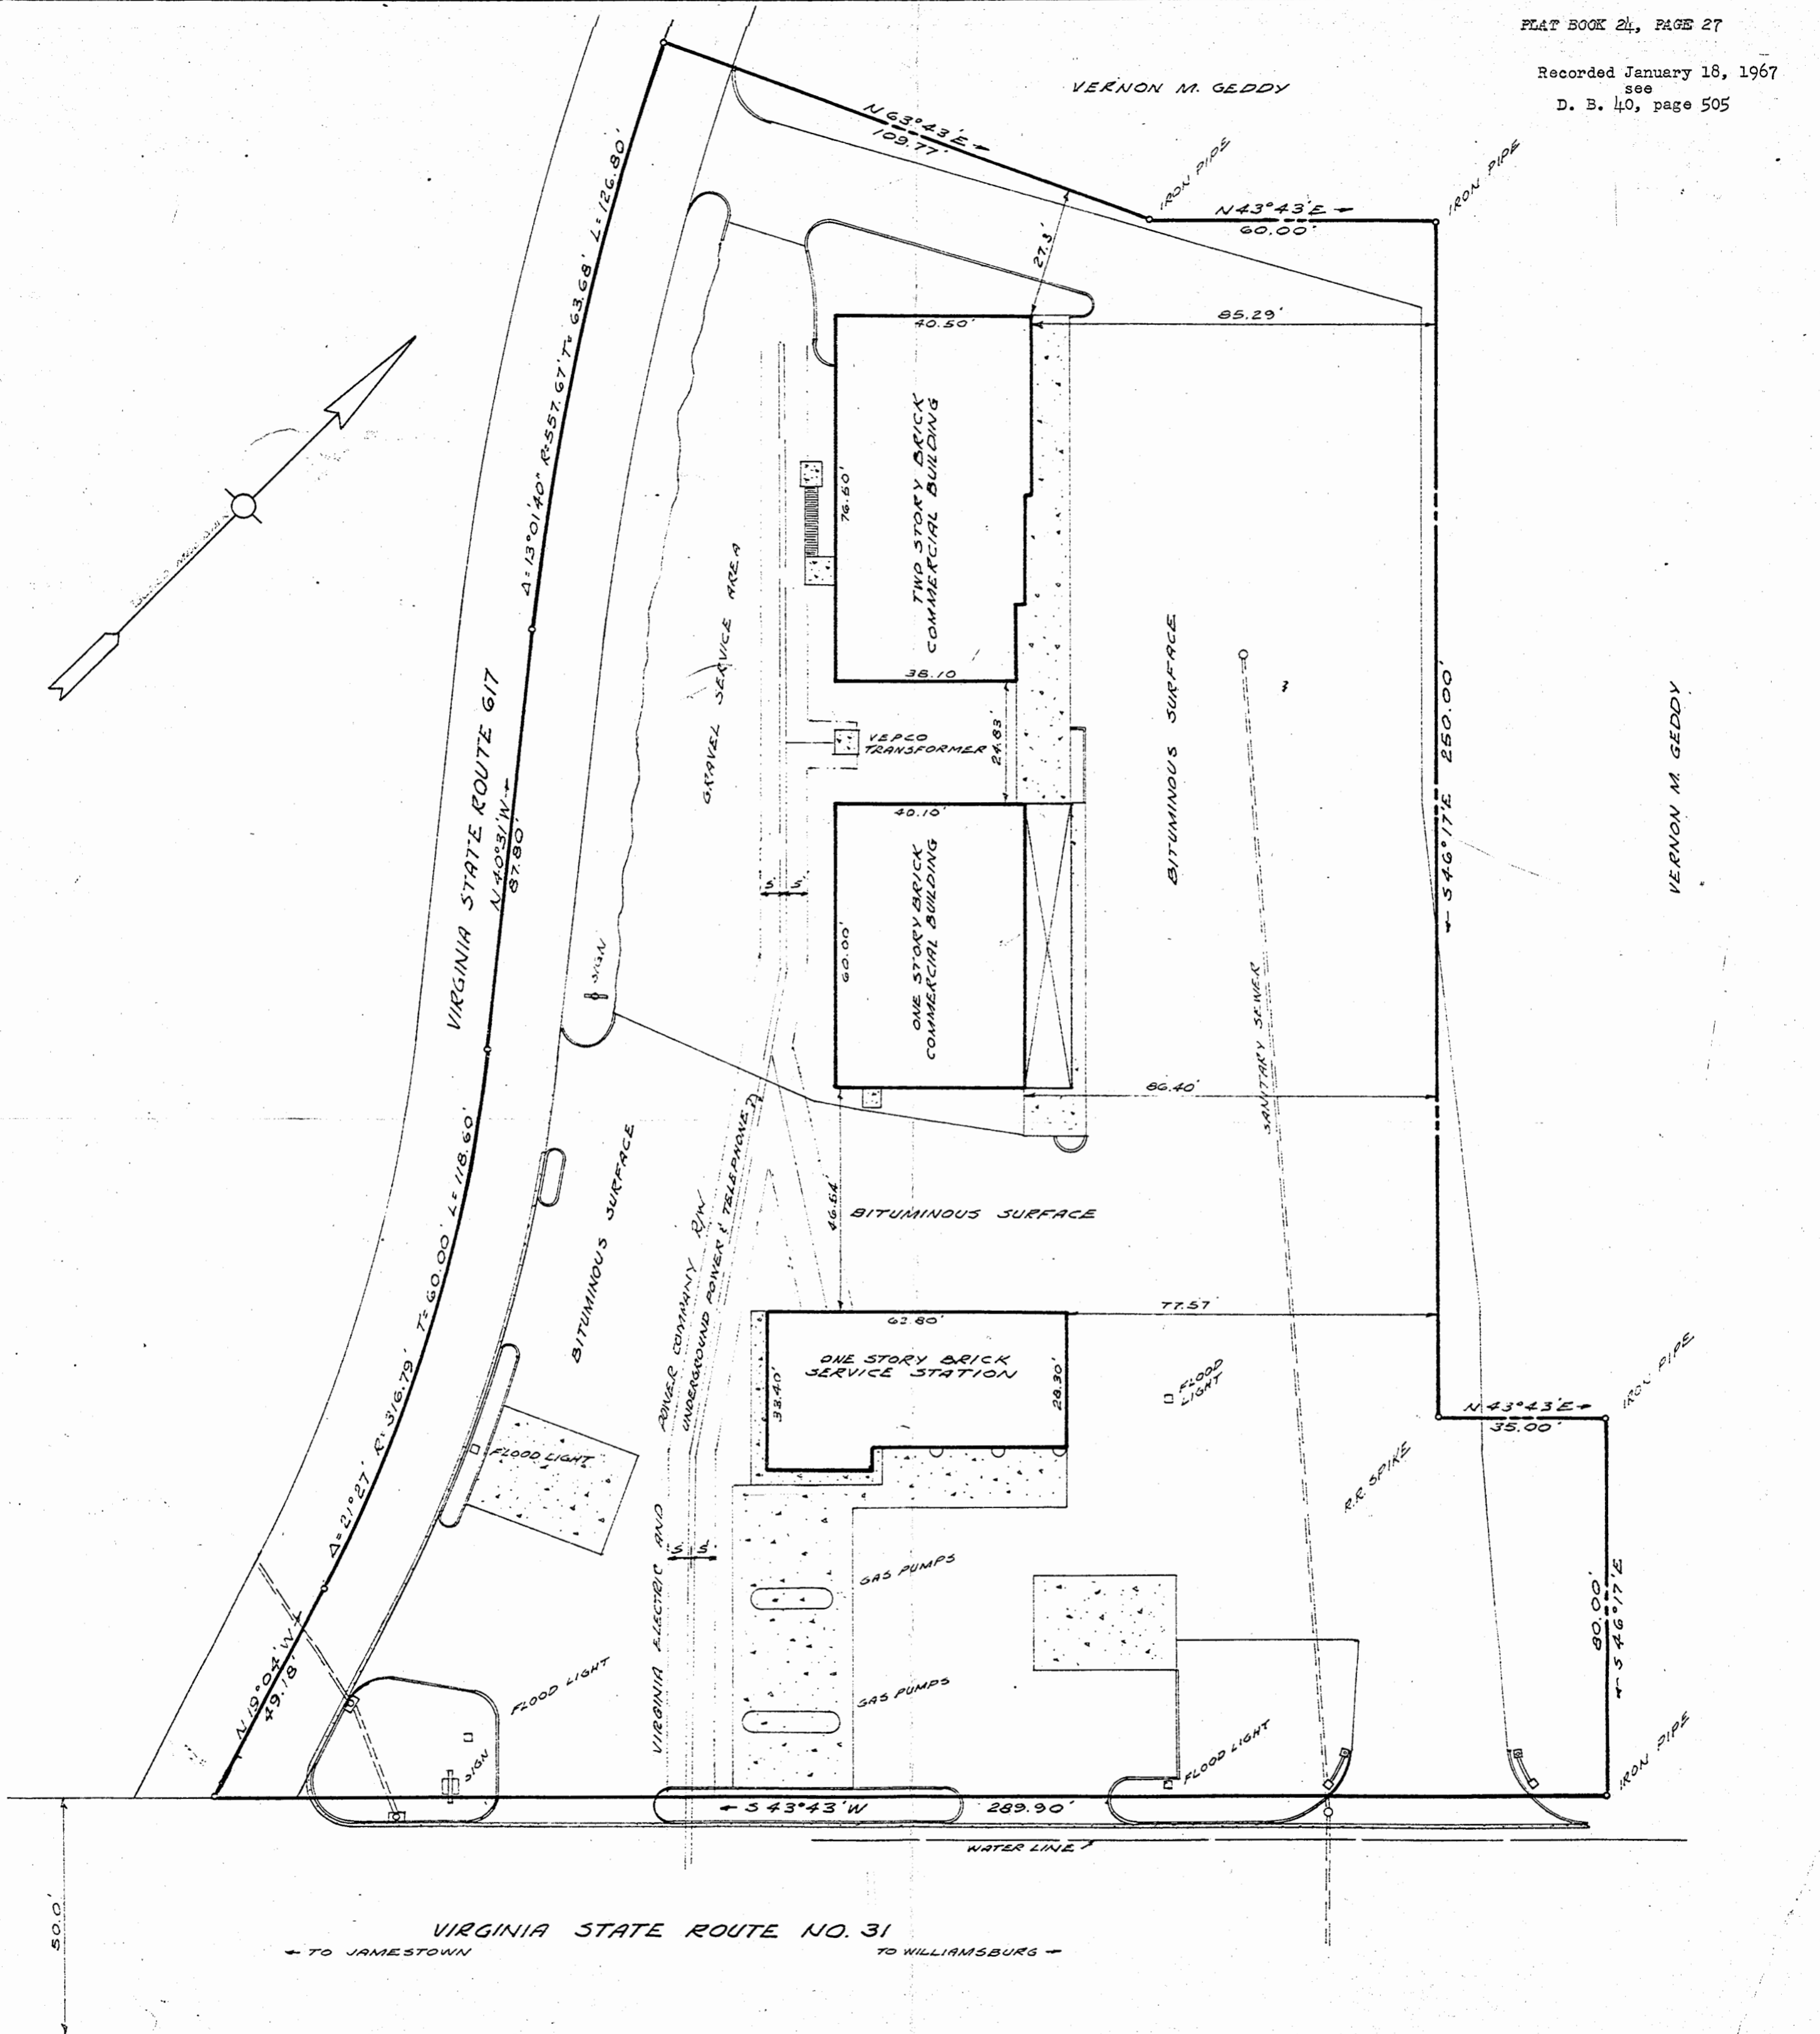 PLAT BOOK 24, PAGE 27
Recorded January 18, 1967
see
D. B. 40, page 505
VERNON M. GEDDY
N 63°43'E
109.77'
IRON PIPE
IRON PIPE
N 43°43'E
60.00'
27.3'
85.29'
40.50'
Δ=13°01'40" R=557.67' T=63.68' L=126.80'
TWO STORY BRICK
COMMERCIAL BUILDING
76.50'
38.10
GRAVEL SERVICE AREA
BITUMINOUS SURFACE
S 46°17'E 250.00'
VERNON M. GEDDY
VIRGINIA STATE ROUTE 617
N 40°31'W
87.80'
VEPCO
TRANSFORMER
24.83'
40.10'
ONE STORY BRICK
COMMERCIAL BUILDING
60.00'
5' 5'
SIGN
SANITARY SEWER
86.40'
Δ=21°27' R=316.79' T=60.00' L=118.60'
BITUMINOUS SURFACE
46.64'
BITUMINOUS SURFACE
VIRGINIA ELECTRIC AND POWER COMPANY R/W
UNDERGROUND POWER & TELEPHONE
77.57'
62.80'
ONE STORY BRICK
SERVICE STATION
33.40'
28.30'
FLOOD
LIGHT
IRON PIPE
N 43°43'E
35.00'
FLOOD LIGHT
R.R. SPIKE
5' 5'
GAS PUMPS
80.00'
S 46°17'E
N 19°04'W
49.18'
FLOOD LIGHT
GAS PUMPS
SIGN
FLOOD LIGHT
IRON PIPE
S 43°43'W 289.90'
WATER LINE
50.0'
VIRGINIA STATE ROUTE NO. 31
TO JAMESTOWN
TO WILLIAMSBURG